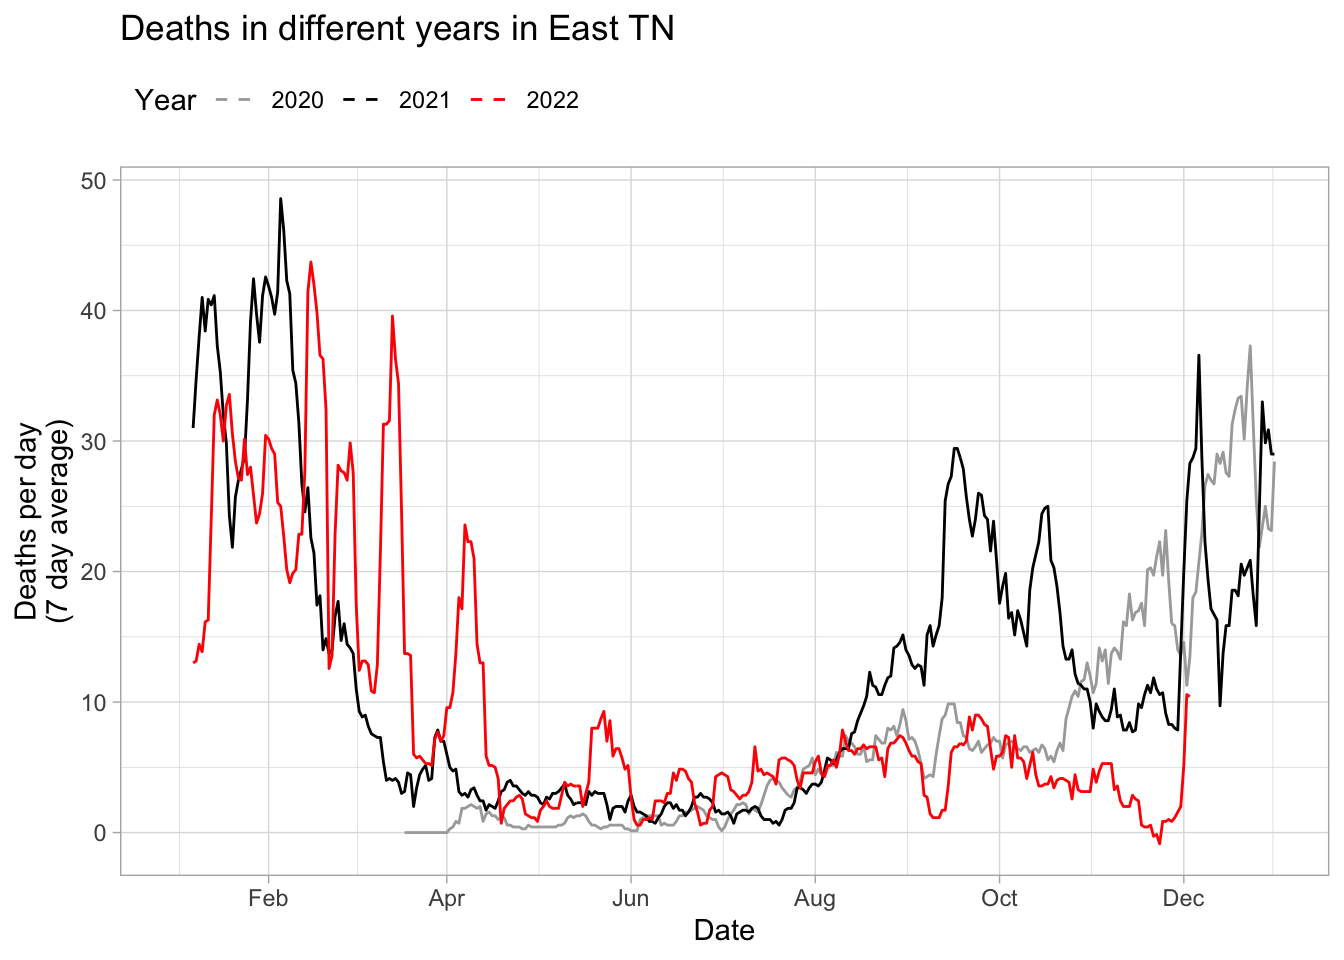 Deaths in different years in East TN
Year 2020 2021 2022
Deaths per day
(7 day average)
50
40
30
20
10
0
Feb Apr Jun Aug Oct Dec
Date